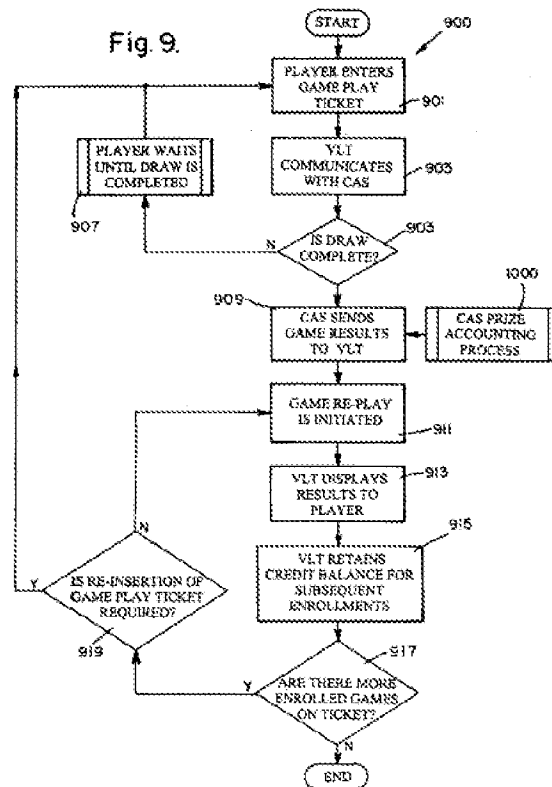 Fig. 9.
START
900
PLAYER ENTERS
GAME PLAY
TICKET
901
PLAYER WAITS
UNTIL DRAW IS
COMPLETED
907
VLT
COMMUNICATES
WITH CAS
903
IS DRAW
COMPLETE?
903
N
909
CAS SENDS
GAME RESULTS
TO VLT
1000
CAS PRIZE
ACCOUNTING
PROCESS
GAME RE-PLAY
IS INITIATED
911
VLT DISPLAYS
RESULTS TO
PLAYER
913
N
915
VLT RETAINS
CREDIT BALANCE FOR
SUBSEQUENT
ENROLLMENTS
Y
IS RE-INSERTION OF
GAME PLAY TICKET
REQUIRED?
919
917
Y
ARE THERE MORE
ENROLLED GAMES
ON TICKET?
N
END